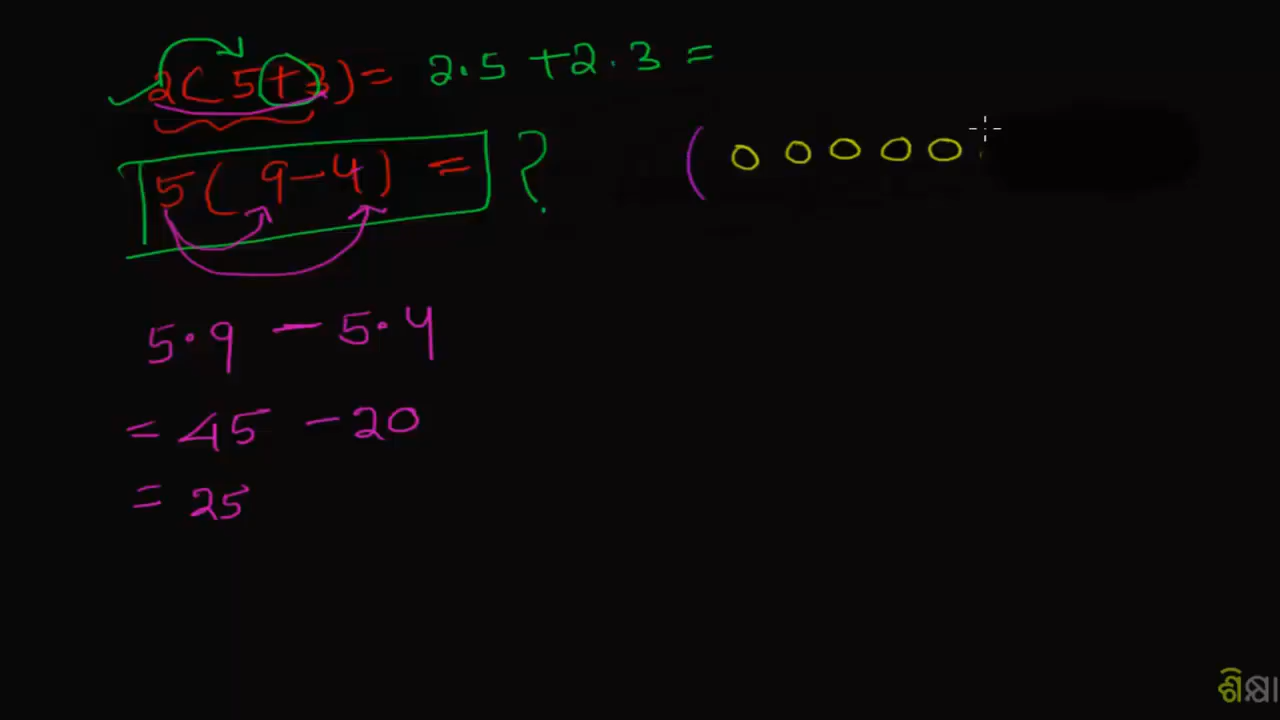 2(5+3)= 2.5+2.3=
5(9-4) = ?
( 0 0 0 0 0
5.9 - 5.4
= 45 - 20
= 25
ଶିକ୍ଷା